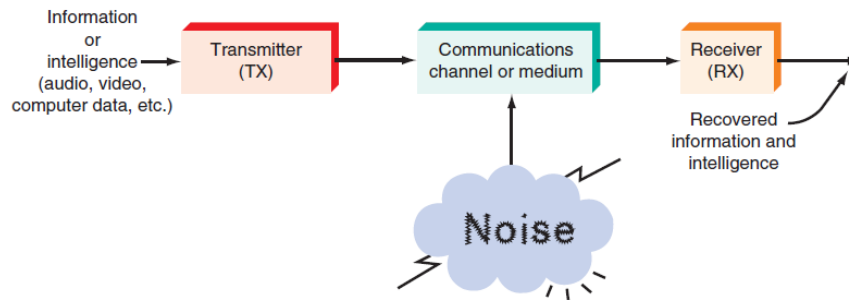 Information
or
intelligence
(audio, video,
computer data, etc.)
Transmitter
(TX)
Communications
channel or medium
Receiver
(RX)
Recovered
information and
intelligence
Noise